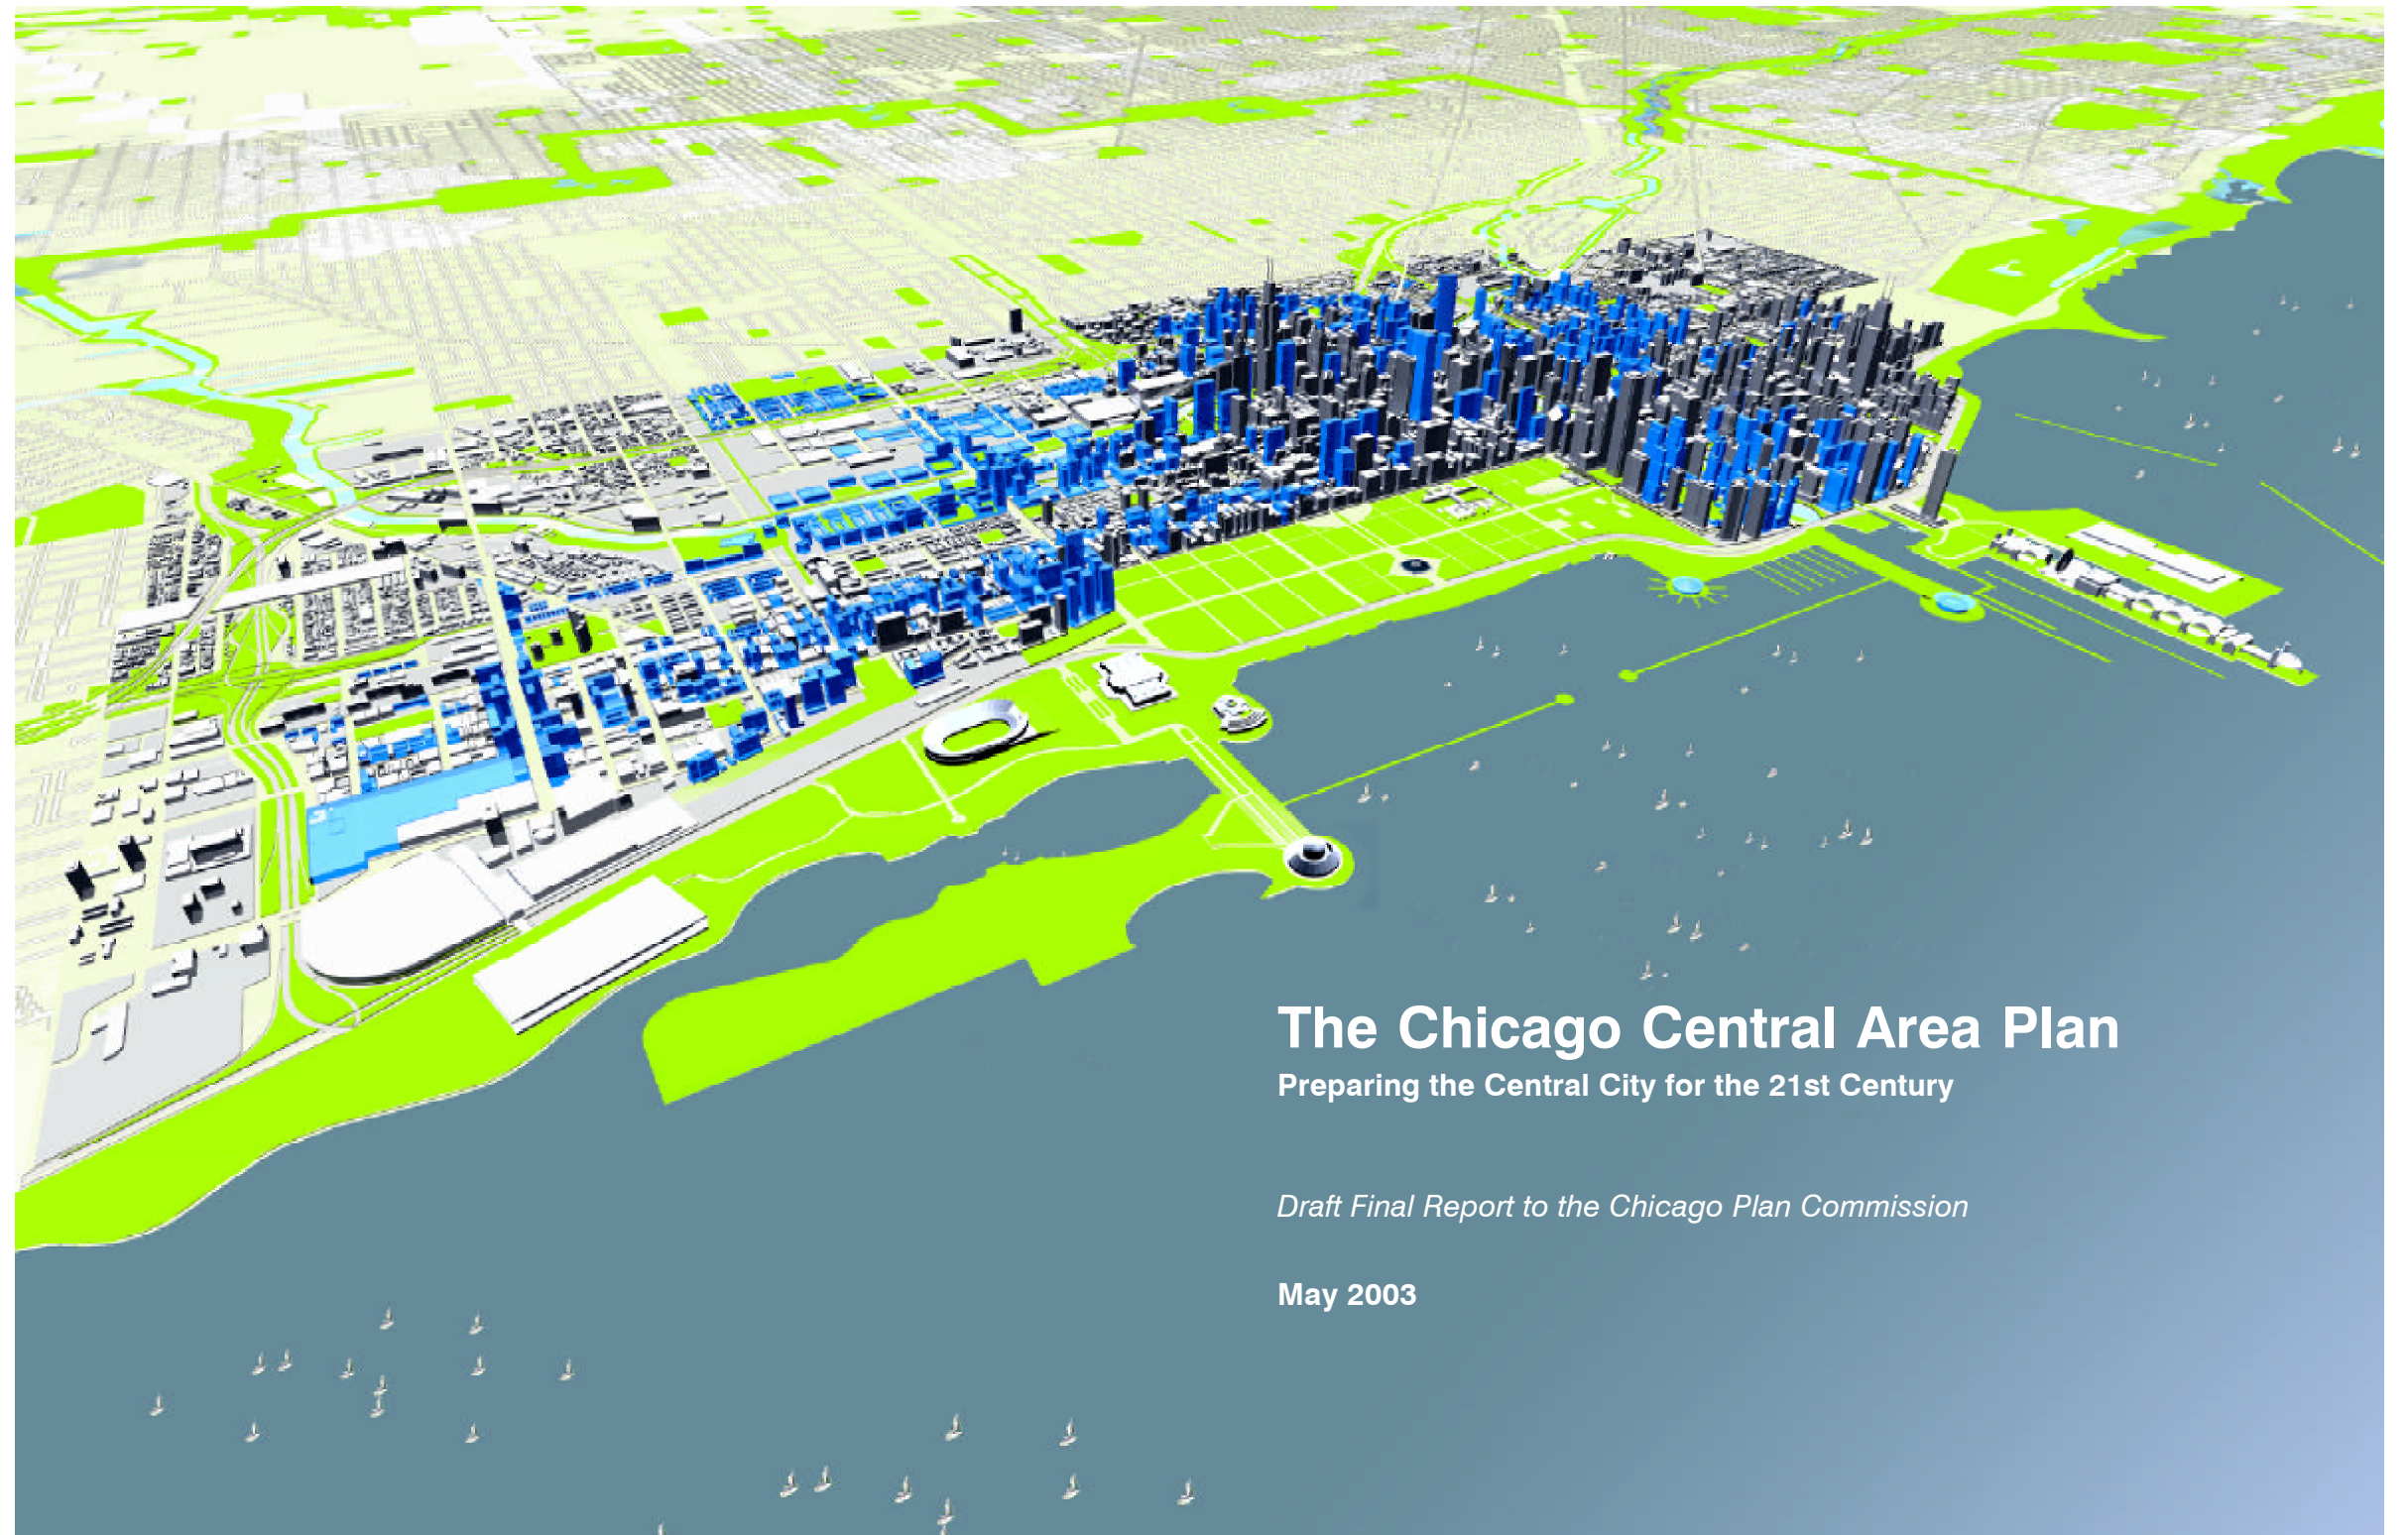 The Chicago Central Area Plan
Preparing the Central City for the 21st Century
Draft Final Report to the Chicago Plan Commission
May 2003